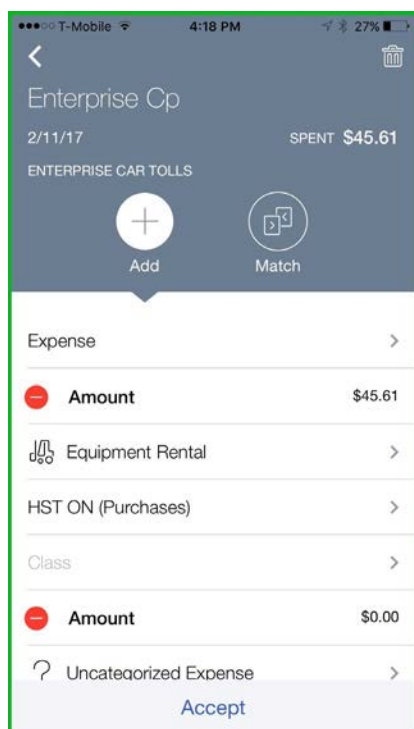 T-Mobile 4:18 PM 27%
Enterprise Cp
2/11/17 SPENT $45.61
ENTERPRISE CAR TOLLS
Add Match
Expense
Amount $45.61
Equipment Rental
HST ON (Purchases)
Class
Amount $0.00
? Uncategorized Expense
Accept